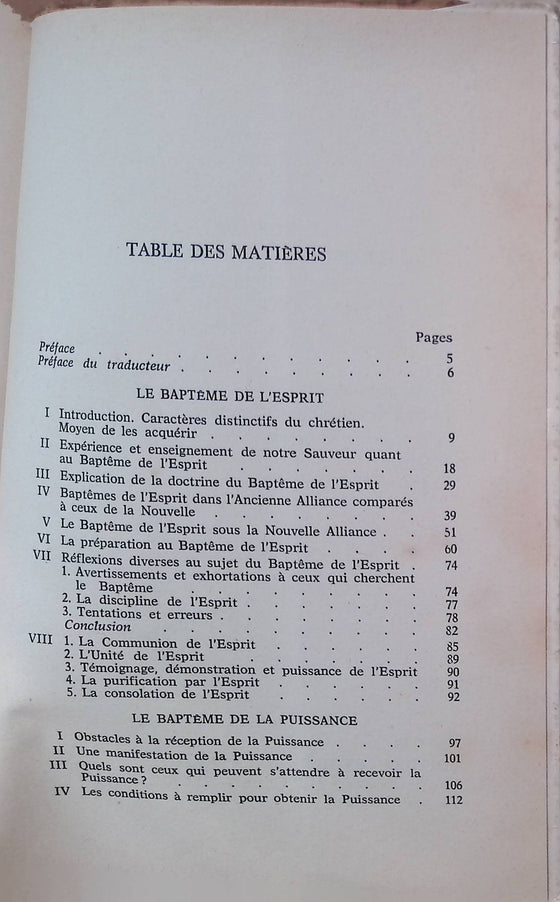 TABLE DES MATIÈRES
Pages
Préface . . . . . . . . . . 5
Préface du traducteur . . . . . . . . 6
LE BAPTÊME DE L'ESPRIT
I Introduction. Caractères distinctifs du chrétien.
Moyen de les acquérir . . . . . . . 9
II Expérience et enseignement de notre Sauveur quant
au Baptême de l'Esprit . . . . . . 18
III Explication de la doctrine du Baptême de l'Esprit . 29
IV Baptêmes de l'Esprit dans l'Ancienne Alliance comparés
à ceux de la Nouvelle . . . . . . . 39
V Le Baptême de l'Esprit sous la Nouvelle Alliance . . 51
VI La préparation au Baptême de l'Esprit . . . . 60
VII Réflexions diverses au sujet du Baptême de l'Esprit . 74
1. Avertissements et exhortations à ceux qui cherchent
le Baptême . . . . . . . . 74
2. La discipline de l'Esprit . . . . . . 77
3. Tentations et erreurs . . . . . . . 78
Conclusion . . . . . . . . 82
VIII 1. La Communion de l'Esprit . . . . . 85
2. L'Unité de l'Esprit . . . . . . 89
3. Témoignage, démonstration et puissance de l'Esprit 90
4. La purification par l'Esprit . . . . . 91
5. La consolation de l'Esprit . . . . . 92
LE BAPTÊME DE LA PUISSANCE
I Obstacles à la réception de la Puissance . . . . 97
II Une manifestation de la Puissance . . . . . 101
III Quels sont ceux qui peuvent s'attendre à recevoir la
Puissance ? . . . . . . . . 106
IV Les conditions à remplir pour obtenir la Puissance . 112